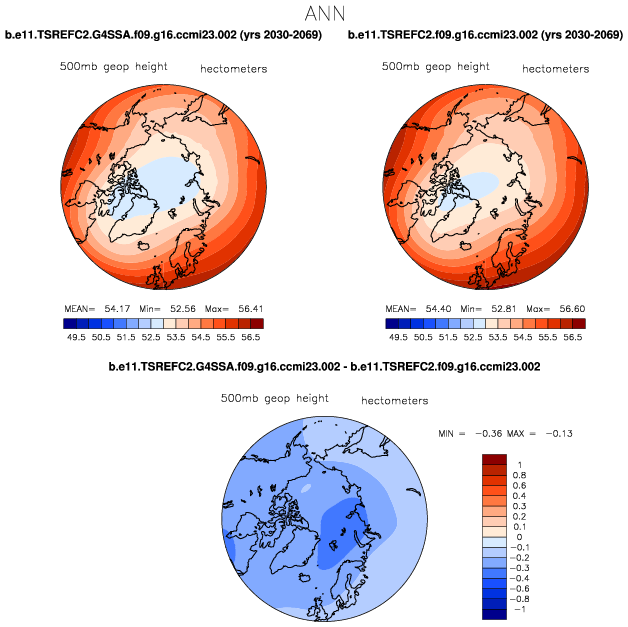 ANN
b.e11.TSREFC2.G4SSA.f09.g16.ccmi23.002 (yrs 2030-2069)
b.e11.TSREFC2.f09.g16.ccmi23.002 (yrs 2030-2069)
500mb geop height hectometers
500mb geop height hectometers
MEAN= 54.17 Min= 52.56 Max= 56.41
MEAN= 54.40 Min= 52.81 Max= 56.60
49.5 50.5 51.5 52.5 53.5 54.5 55.5 56.5
49.5 50.5 51.5 52.5 53.5 54.5 55.5 56.5
b.e11.TSREFC2.G4SSA.f09.g16.ccmi23.002 - b.e11.TSREFC2.f09.g16.ccmi23.002
500mb geop height hectometers
MIN = -0.36 MAX = -0.13
1
0.8
0.6
0.4
0.3
0.2
0.1
0
-0.1
-0.2
-0.3
-0.4
-0.6
-0.8
-1